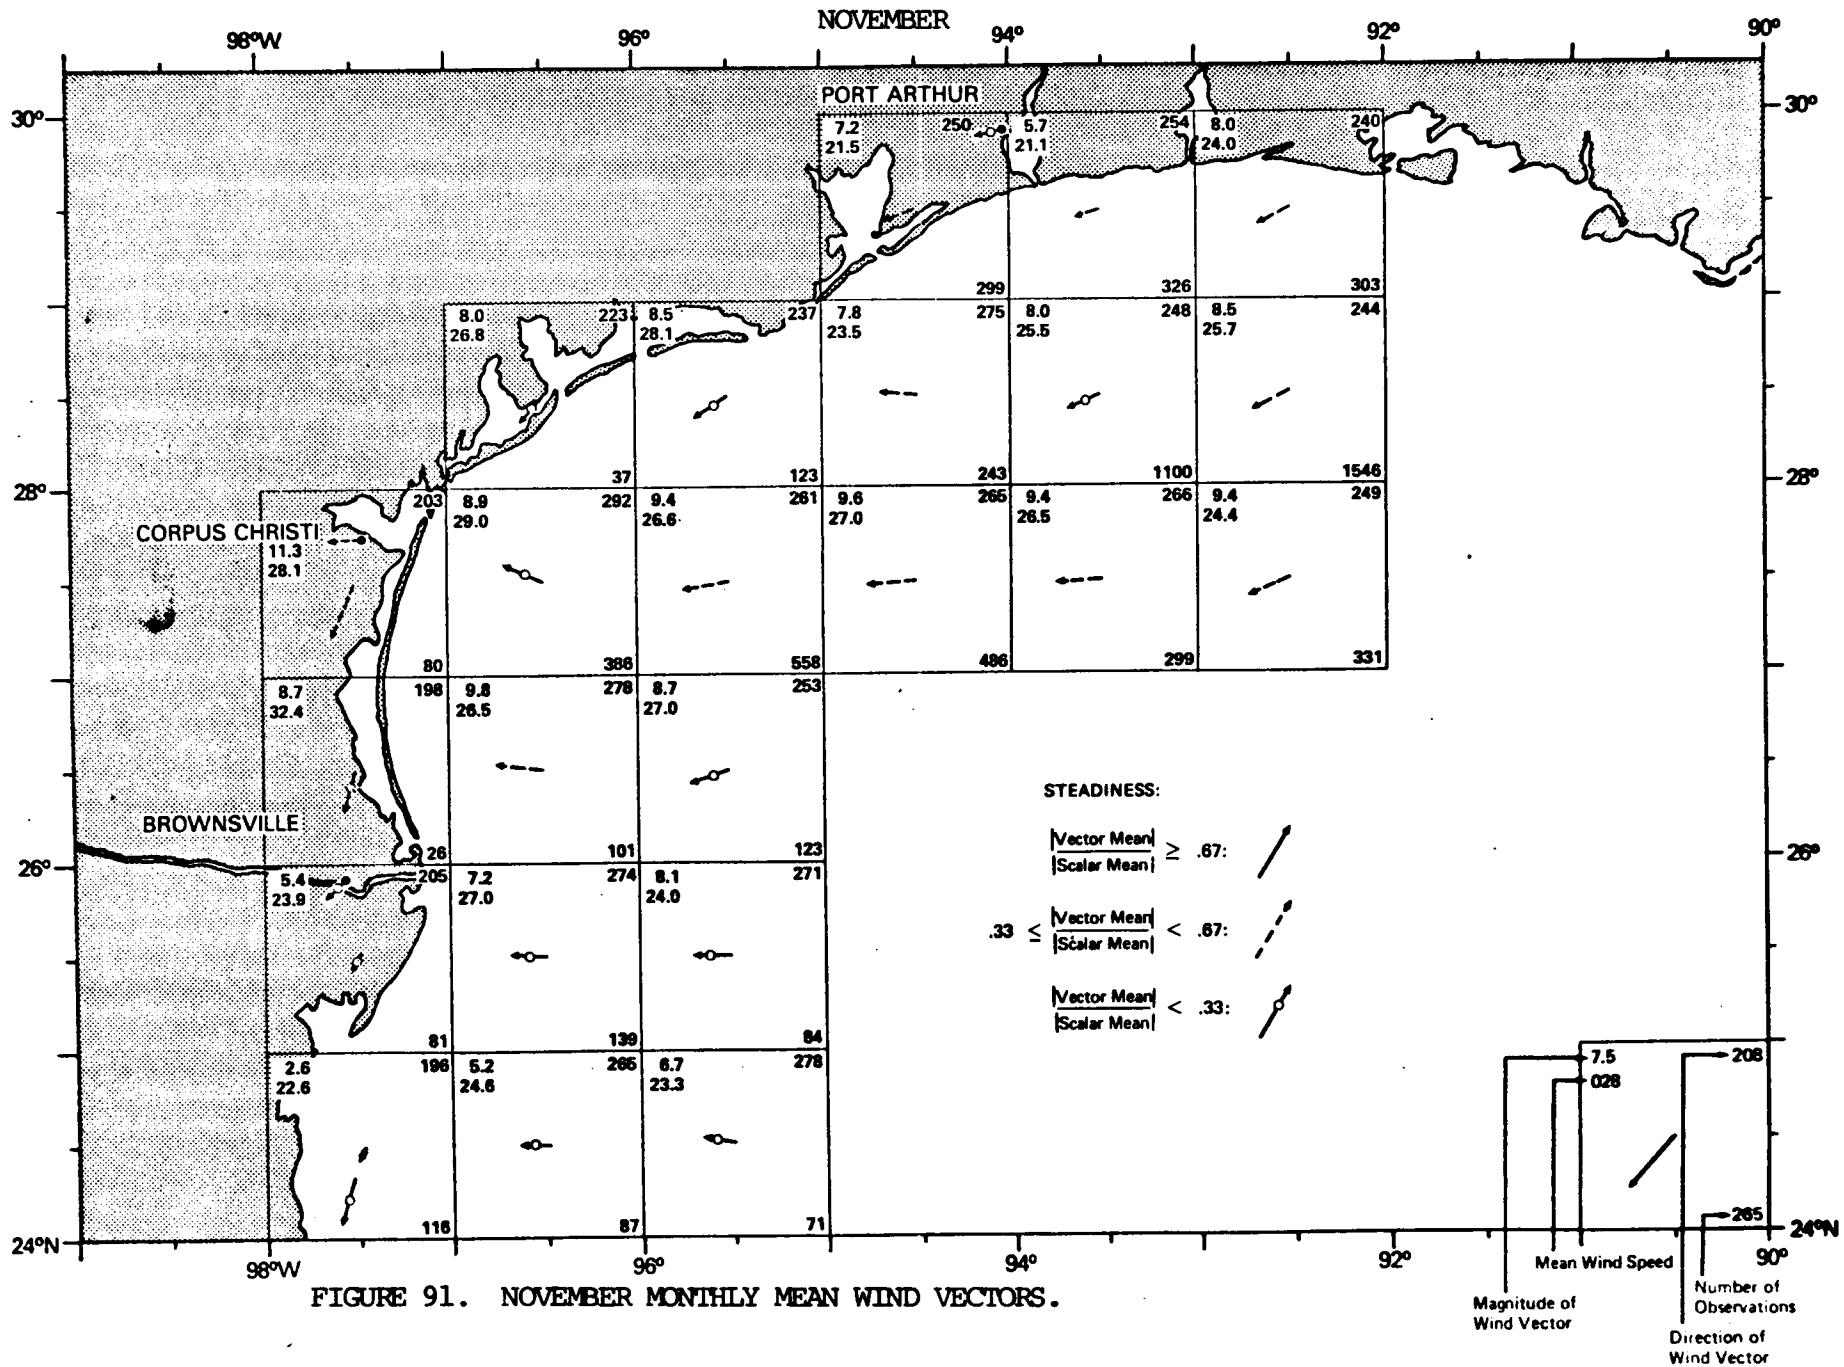 NOVEMBER
98°W 96° 94° 92° 90°
30° 30°
PORT ARTHUR
7.2 250 5.7 254 8.0 240
21.5 21.1 24.0
299 326 303
8.0 223 8.5 237 7.8 275 8.0 248 8.5 244
26.8 28.1 23.5 25.5 25.7
37 123 243 1100 1546
28° 28°
203 8.9 292 9.4 261 9.6 265 9.4 266 9.4 249
29.0 26.6 27.0 26.5 24.4
CORPUS CHRISTI
11.3
28.1
80 386 558 486 299 331
8.7 198 9.8 278 8.7 253
32.4 26.5 27.0
BROWNSVILLE
26 101 123
26° 26°
5.4 205 7.2 274 8.1 271
23.9 27.0 24.0
81 139 84
2.6 196 5.2 265 6.7 278
22.6 24.6 23.3
116 87 71
24°N 24°N
98°W 96° 94° 92° 90°
STEADINESS:
|Vector Mean|
|Scalar Mean| ≥ .67:
.33 ≤ |Vector Mean|
|Scalar Mean| < .67:
|Vector Mean|
|Scalar Mean| < .33:
7.5 208
028
265
Mean Wind Speed
Number of
Observations
Magnitude of
Wind Vector
Direction of
Wind Vector
FIGURE 91. NOVEMBER MONTHLY MEAN WIND VECTORS.